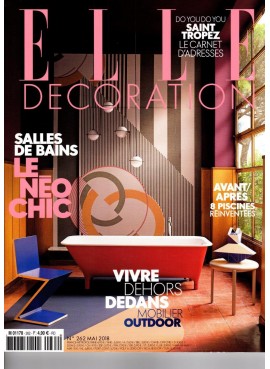 ELLE
DECORATION
DO YOU DO YOU
SAINT
TROPEZ
LE CARNET
D'ADRESSES
SALLES
DE BAINS
LE
NÉO
CHIC
AVANT/
APRÈS
8 PISCINES
RÉINVENTÉES
VIVRE
DEHORS
DEDANS
MOBILIER
OUTDOOR
N° 262 MAI 2018